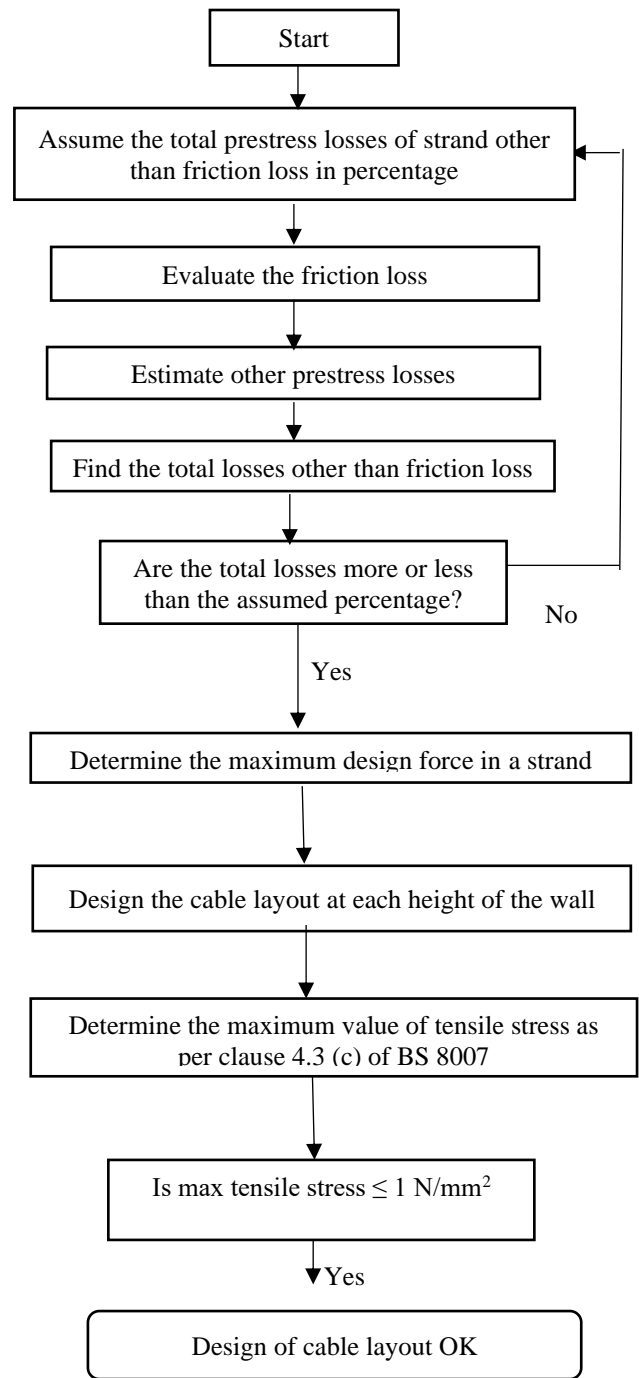 Start
Assume the total prestress losses of strand other
than friction loss in percentage
Evaluate the friction loss
Estimate other prestress losses
Find the total losses other than friction loss
Are the total losses more or less
than the assumed percentage?
No
Yes
Determine the maximum design force in a strand
Design the cable layout at each height of the wall
Determine the maximum value of tensile stress as
per clause 4.3 (c) of BS 8007
Is max tensile stress ≤ 1 N/mm²
Yes
Design of cable layout OK